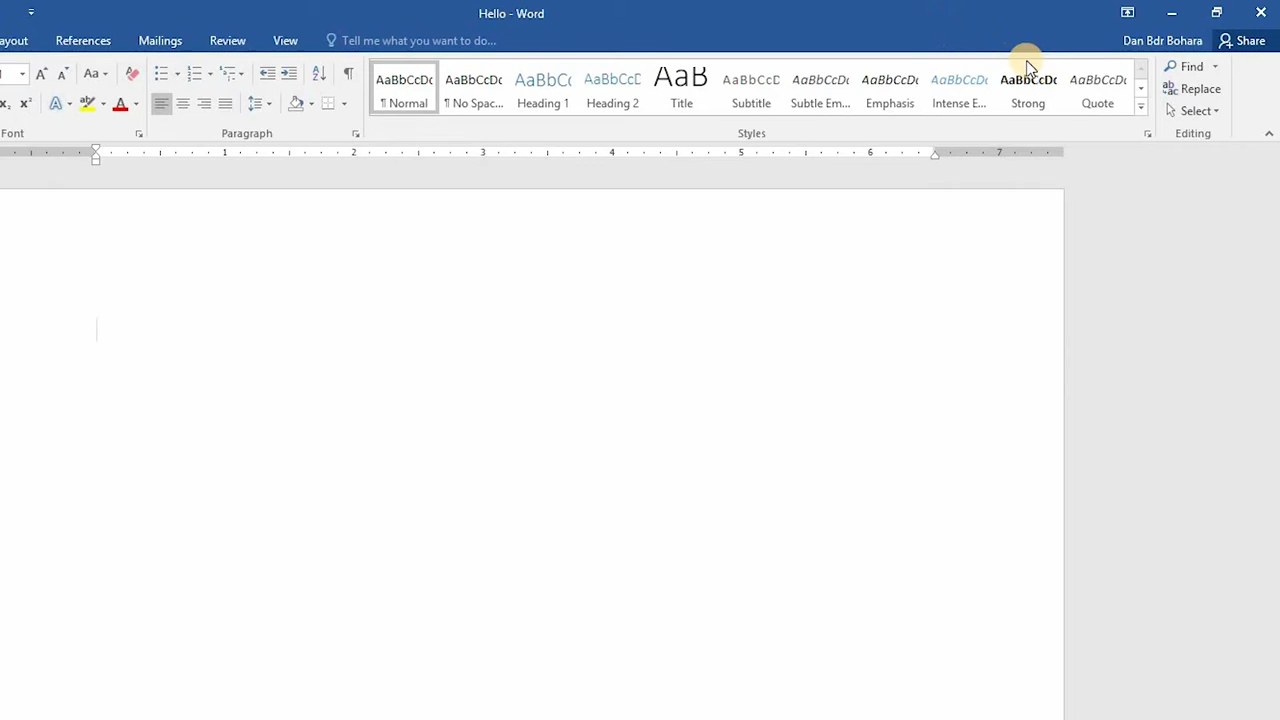 Hello - Word
ayout References Mailings Review View Tell me what you want to do... Dan Bdr Bohara Share
Aa
AaBbCcDc AaBbCcDc AaBbCc AaBbCcD AaB AaBbCcD AaBbCcDc AaBbCcDc AaBbCcDc AaBbCcDc AaBbCcDc
¶ Normal ¶ No Spac... Heading 1 Heading 2 Title Subtitle Subtle Em... Emphasis Intense E... Strong Quote
Find
Replace
Select
Font Paragraph Styles Editing
1 2 3 4 5 6 7